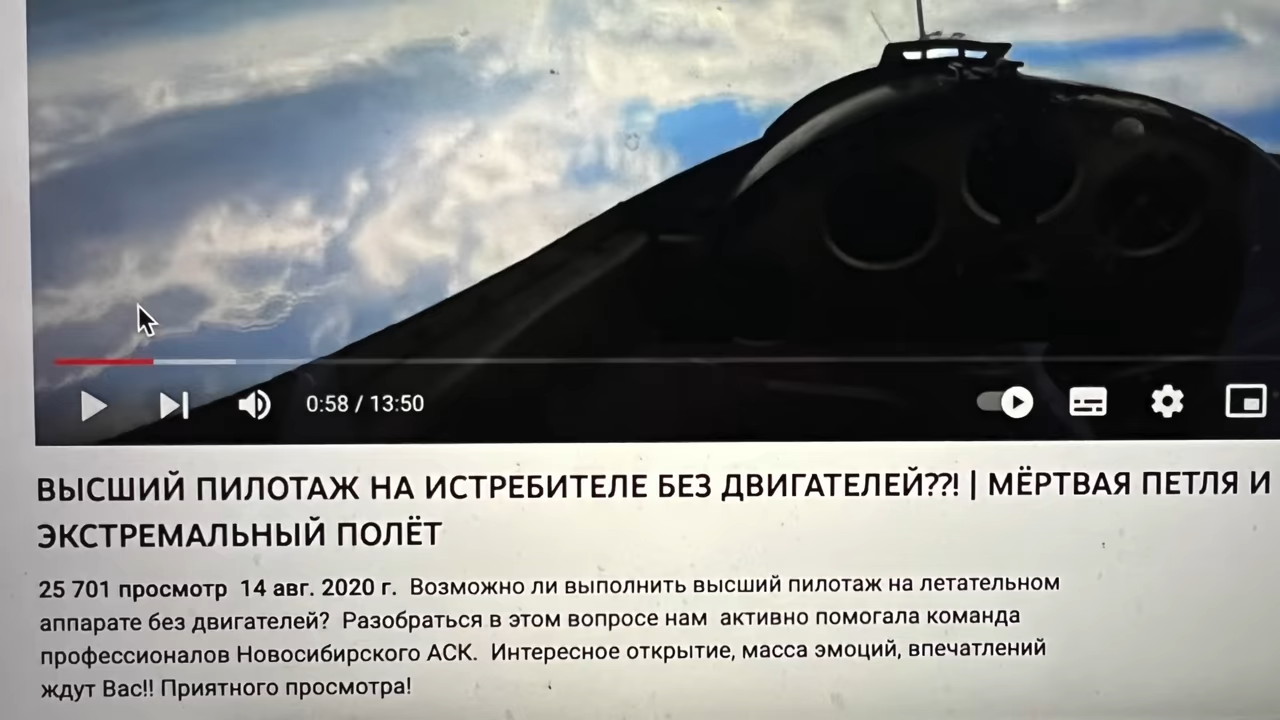 0:58 / 13:50
ВЫСШИЙ ПИЛОТАЖ НА ИСТРЕБИТЕЛЕ БЕЗ ДВИГАТЕЛЕЙ??! | МЁРТВАЯ ПЕТЛЯ И
ЭКСТРЕМАЛЬНЫЙ ПОЛЁТ
25 701 просмотр 14 авг. 2020 г. Возможно ли выполнить высший пилотаж на летательном
аппарате без двигателей? Разобраться в этом вопросе нам активно помогала команда
профессионалов Новосибирского АСК. Интересное открытие, масса эмоций, впечатлений
ждут Вас!! Приятного просмотра!